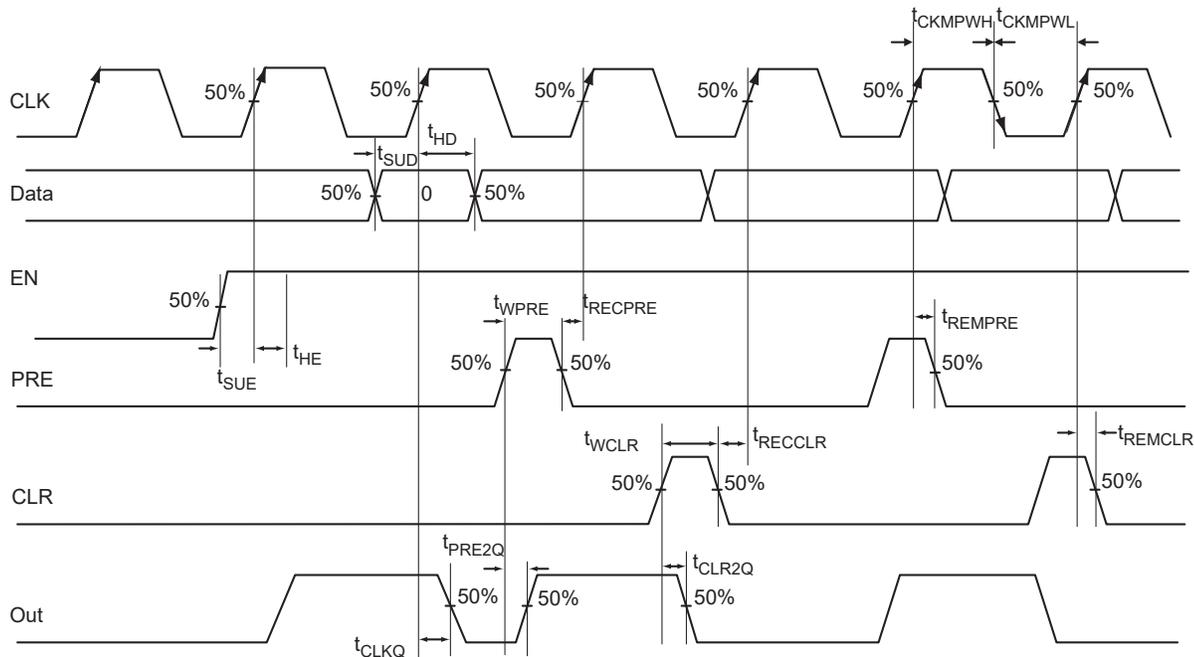 tCKMPWH tCKMPWL
CLK
50%
50%
50%
50%
50%
50%
50%
tSUD
tHD
Data
50%
0
50%
EN
50%
tSUE
tHE
tWPRE
tRECPRE
tREMPRE
PRE
50%
50%
50%
tWCLR
tRECCLR
tREMCLR
CLR
50%
50%
50%
tPRE2Q
tCLR2Q
Out
50%
50%
50%
tCLKQ